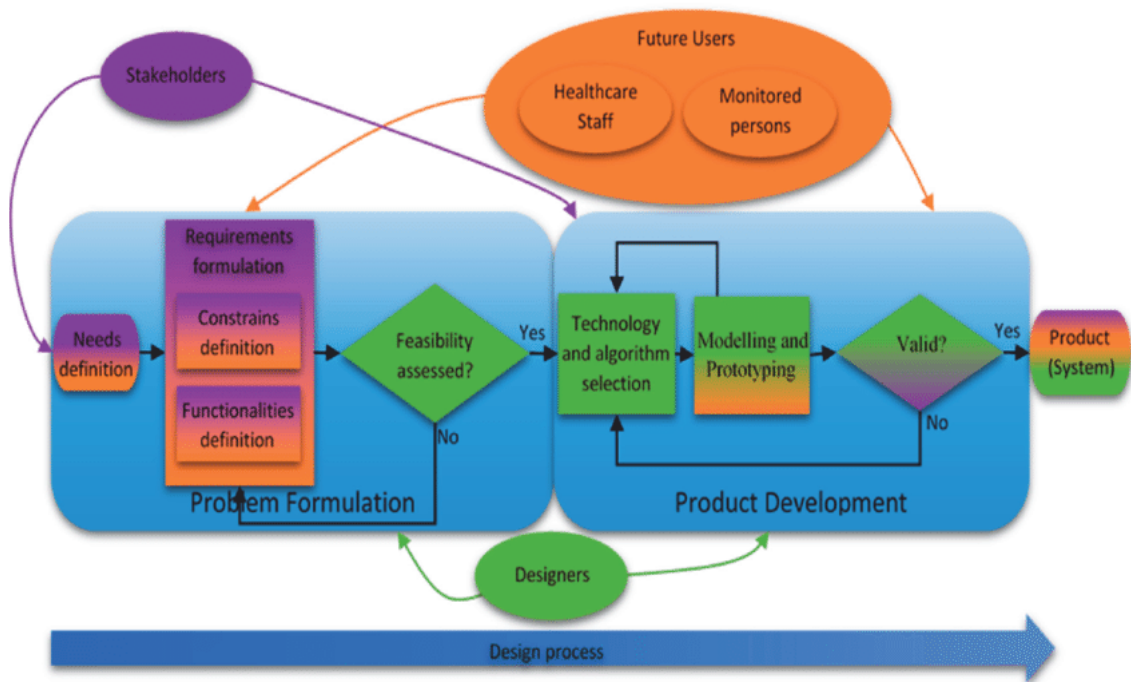 Future Users
Stakeholders
Healthcare
Staff
Monitored
persons
Requirements
formulation
Needs
definition
Constrains
definition
Functionalities
definition
Feasibility
assessed?
Yes
No
Problem Formulation
Technology
and algorithm
selection
Modelling and
Prototyping
Valid?
Yes
No
Product Development
Product
(System)
Designers
Design process